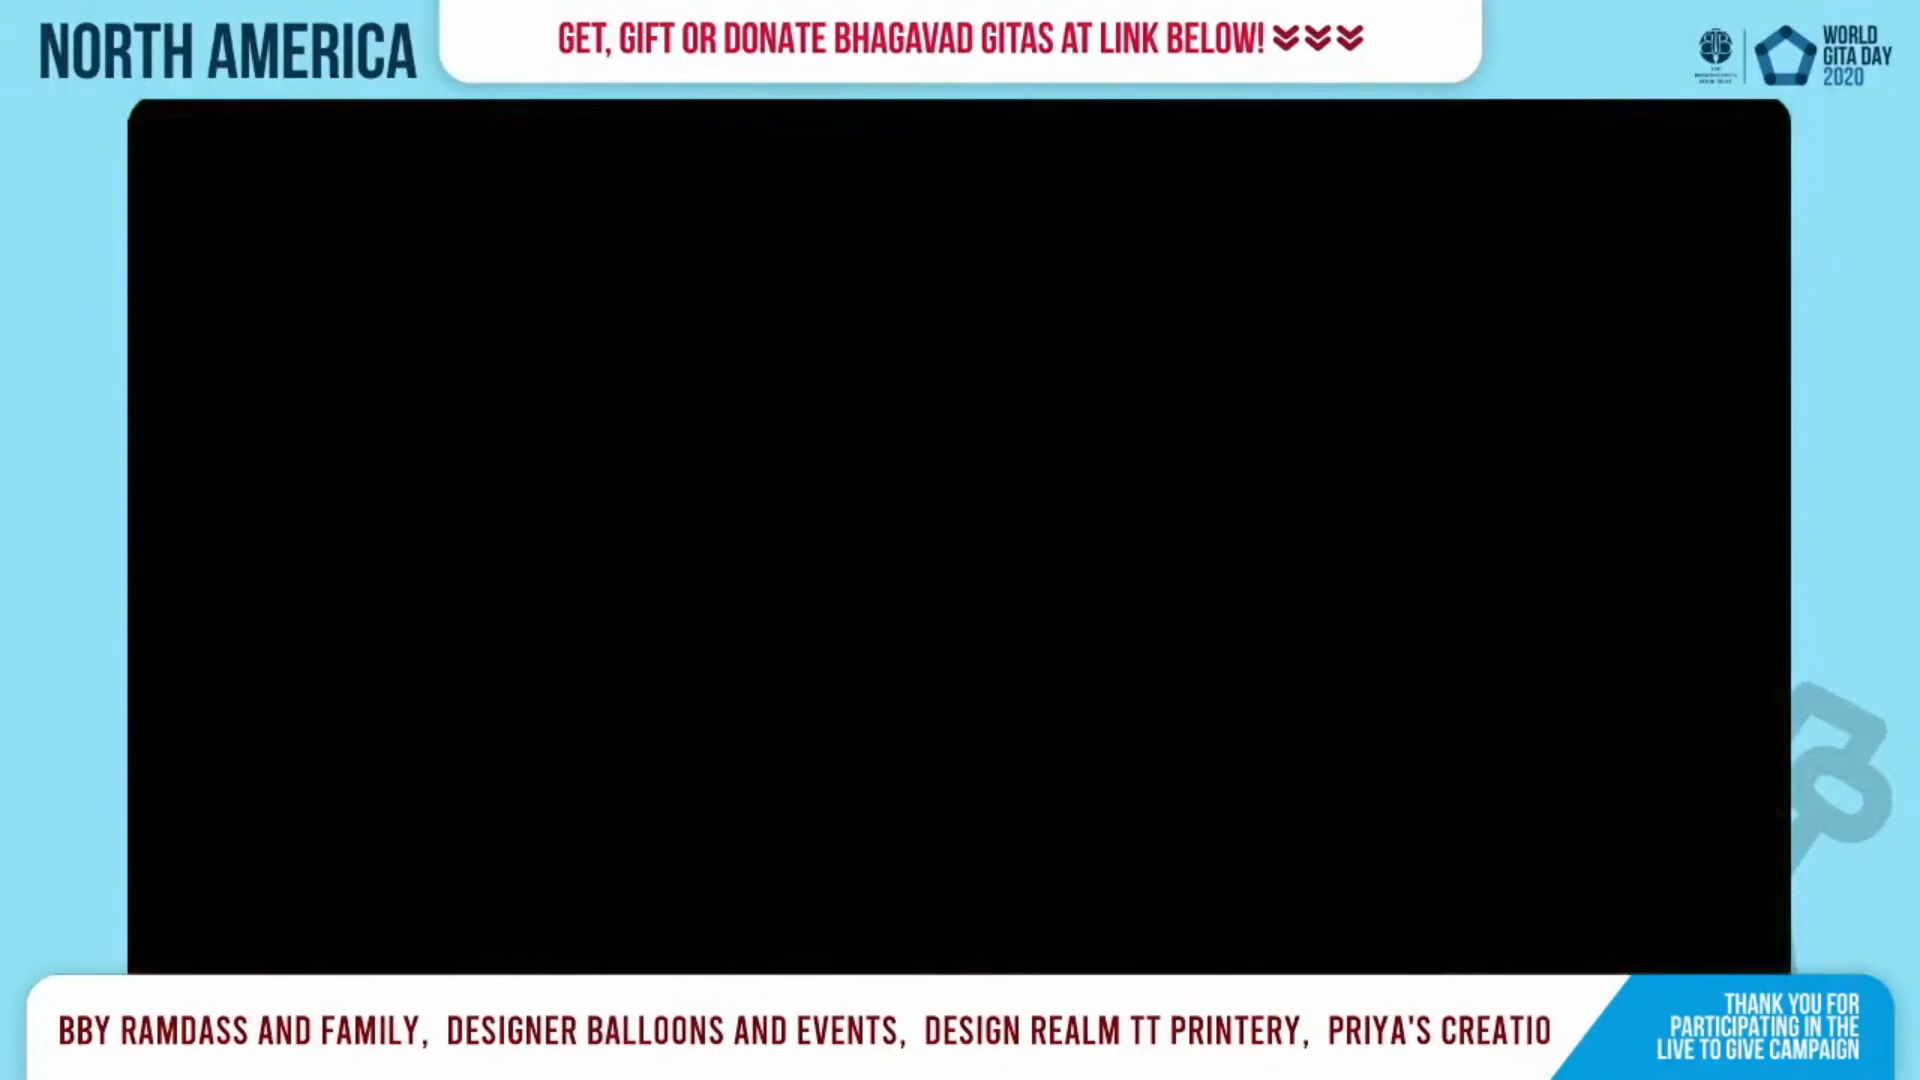 NORTH AMERICA
GET, GIFT OR DONATE BHAGAVAD GITAS AT LINK BELOW!
WORLD
GITA DAY
2020
BBY RAMDASS AND FAMILY, DESIGNER BALLOONS AND EVENTS, DESIGN REALM TT PRINTERY, PRIYA'S CREATIO
THANK YOU FOR
PARTICIPATING IN THE
LIVE TO GIVE CAMPAIGN